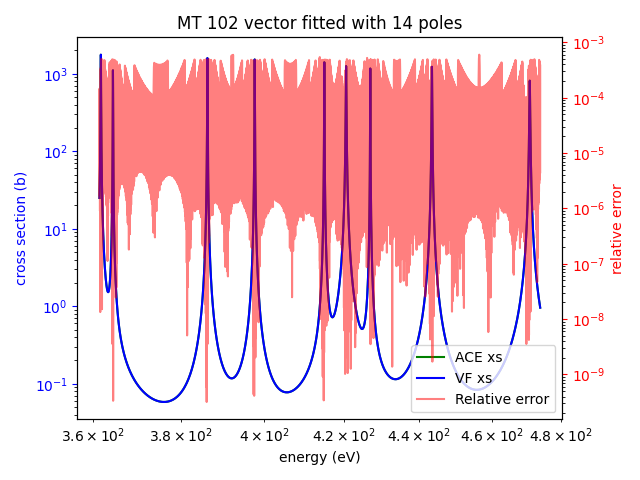 MT 102 vector fitted with 14 poles
10³
10²
10¹
10⁰
10⁻¹
cross section (b)
10⁻³
10⁻⁴
10⁻⁵
10⁻⁶
10⁻⁷
10⁻⁸
10⁻⁹
relative error
ACE xs
VF xs
Relative error
3.6 × 10² 3.8 × 10² 4 × 10² 4.2 × 10² 4.4 × 10² 4.6 × 10² 4.8 × 10²
energy (eV)